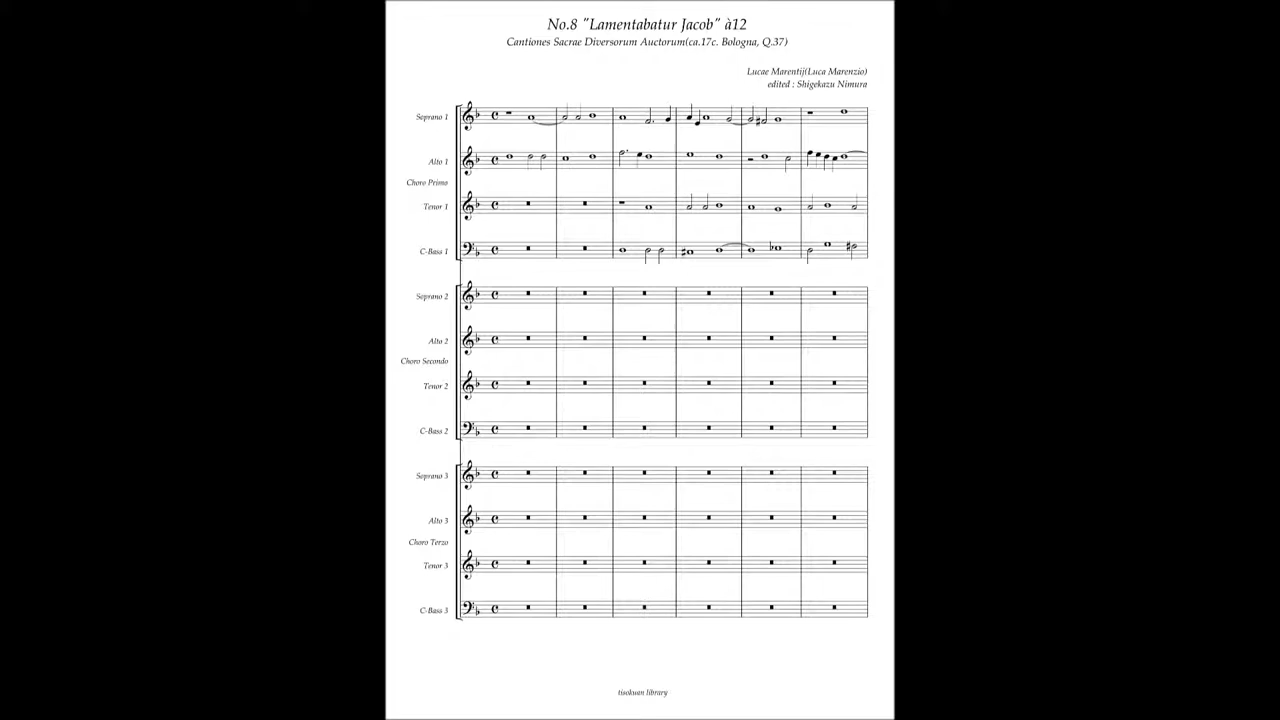 No.8 "Lamentabatur Jacob" à12
Cantiones Sacrae Diversorum Auctorum(ca.17c. Bologna, Q.37)
Lucae Marentij(Luca Marenzio)
edited : Shigekazu Nimura
Soprano 1
Alto 1
Choro Primo
Tenor 1
C-Bass 1
Soprano 2
Alto 2
Choro Secondo
Tenor 2
C-Bass 2
Soprano 3
Alto 3
Choro Terzo
Tenor 3
C-Bass 3
tisokuan library